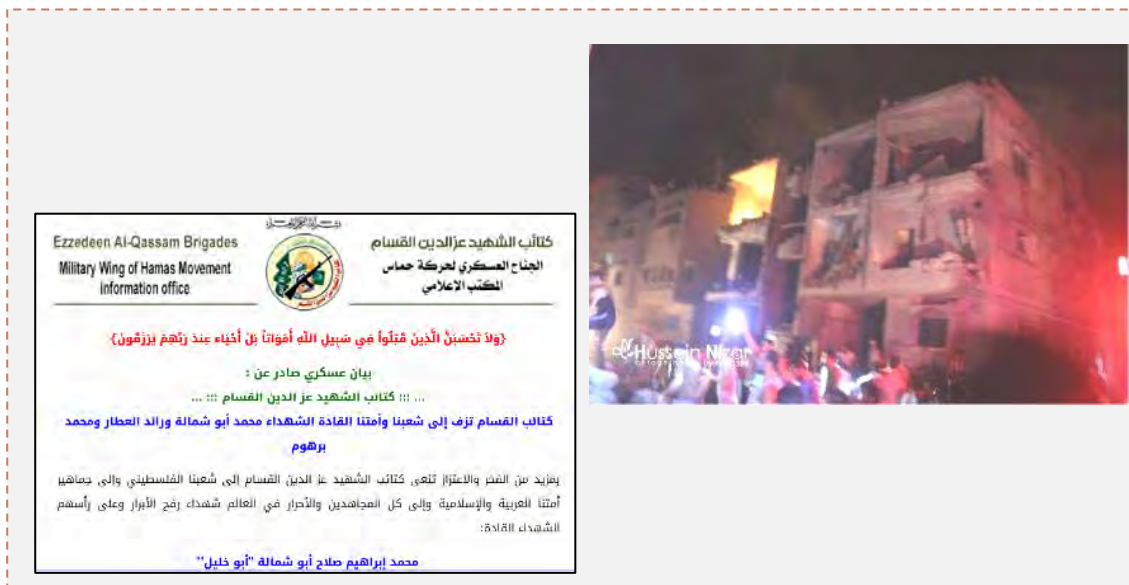 Ezzedeen Al-Qassam Brigades
Military Wing of Hamas Movement
information office
كتائب الشهيد عزالدين القسام
الجناح العسكري لحركة حماس
المكتب الإعلامي
{وَلاَ تَحْسَبَنَّ الَّذِينَ قُتِلُواْ فِي سَبِيلِ اللّهِ أَمْوَاتاً بَلْ أَحْيَاء عِندَ رَبِّهِمْ يُرْزَقُونَ}
بيان عسكري صادر عن :
... ::: كتائب الشهيد عز الدين القسام ::: ...
كتائب القسام تزف إلى شعبنا وأمتنا القادة الشهداء محمد أبو شمالة ورائد العطار ومحمد
برهوم
بمزيد من الفخر والاعتزاز تنعى كتائب الشهيد عز الدين القسام إلى شعبنا الفلسطيني وإلى جماهير
أمتنا العربية والإسلامية وإلى كل المجاهدين والأحرار في العالم شهداء رفح الأبرار وعلى رأسهم
الشهداء القادة:
محمد إبراهيم صلاح أبو شمالة "أبو خليل"
Hussein Nizar